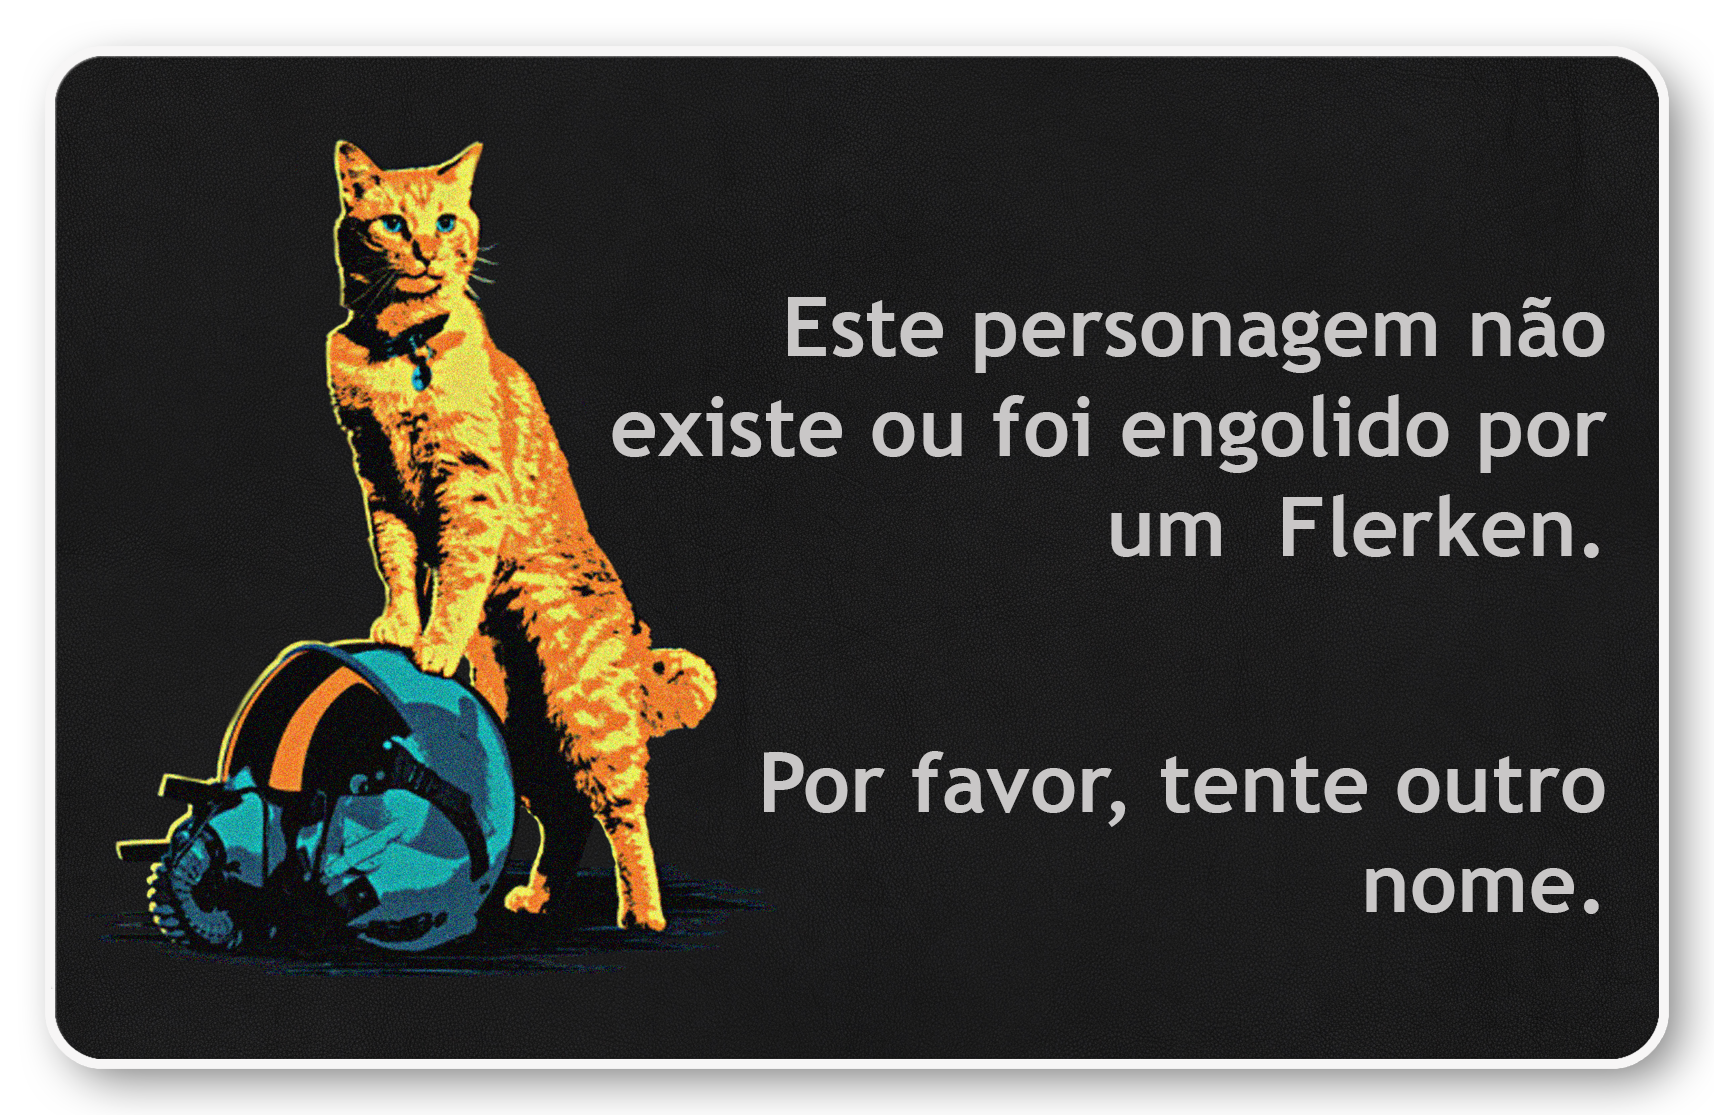 Este personagem não
existe ou foi engolido por
um  Flerken.
Por favor, tente outro
nome.